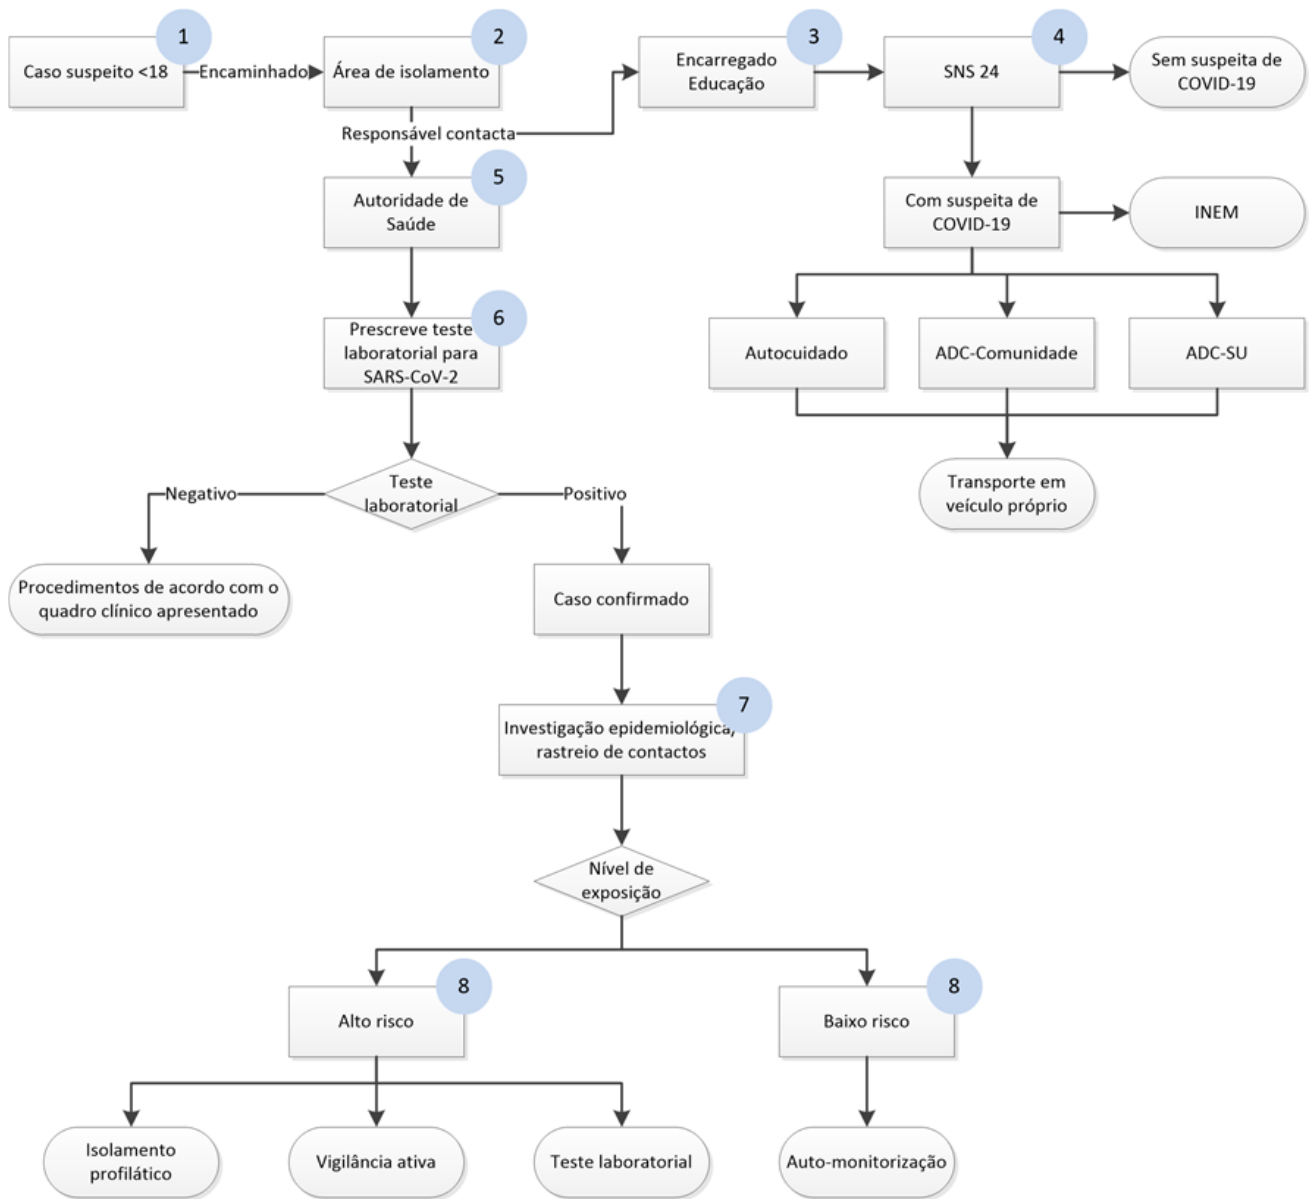 1
Caso suspeito <18
Encaminhado
2
Área de isolamento
Responsável contacta
3
Encarregado
Educação
4
SNS 24
Sem suspeita de
COVID-19
5
Autoridade de
Saúde
Com suspeita de
COVID-19
INEM
6
Prescreve teste
laboratorial para
SARS-CoV-2
Autocuidado
ADC-Comunidade
ADC-SU
Teste
laboratorial
Negativo
Positivo
Transporte em
veículo próprio
Procedimentos de acordo com o
quadro clínico apresentado
Caso confirmado
7
Investigação epidemiológica/
rastreio de contactos
Nível de
exposição
8
Alto risco
8
Baixo risco
Isolamento
profilático
Vigilância ativa
Teste laboratorial
Auto-monitorização